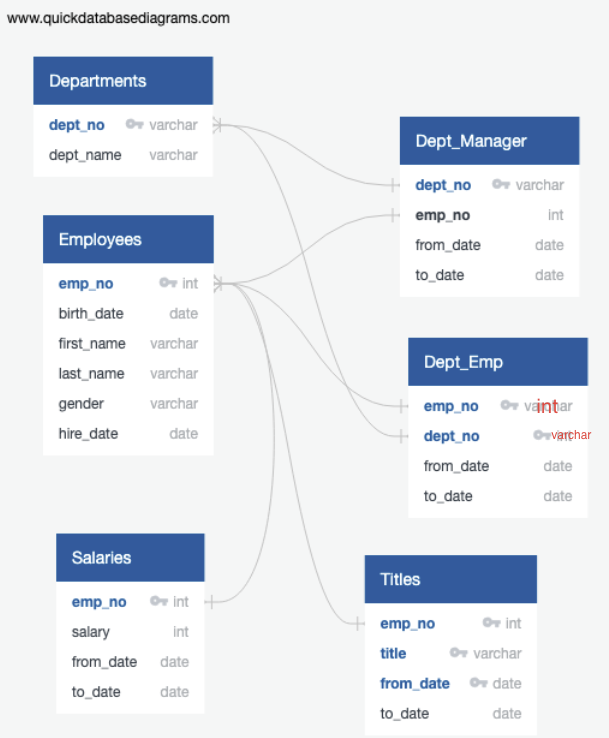 www.quickdatabasediagrams.com
Departments
dept_no varchar
dept_name varchar
Employees
emp_no int
birth_date date
first_name varchar
last_name varchar
gender varchar
hire_date date
Salaries
emp_no int
salary int
from_date date
to_date date
Dept_Manager
dept_no varchar
emp_no int
from_date date
to_date date
Dept_Emp
emp_no varchar int
dept_no int varchar
from_date date
to_date date
Titles
emp_no int
title varchar
from_date date
to_date date